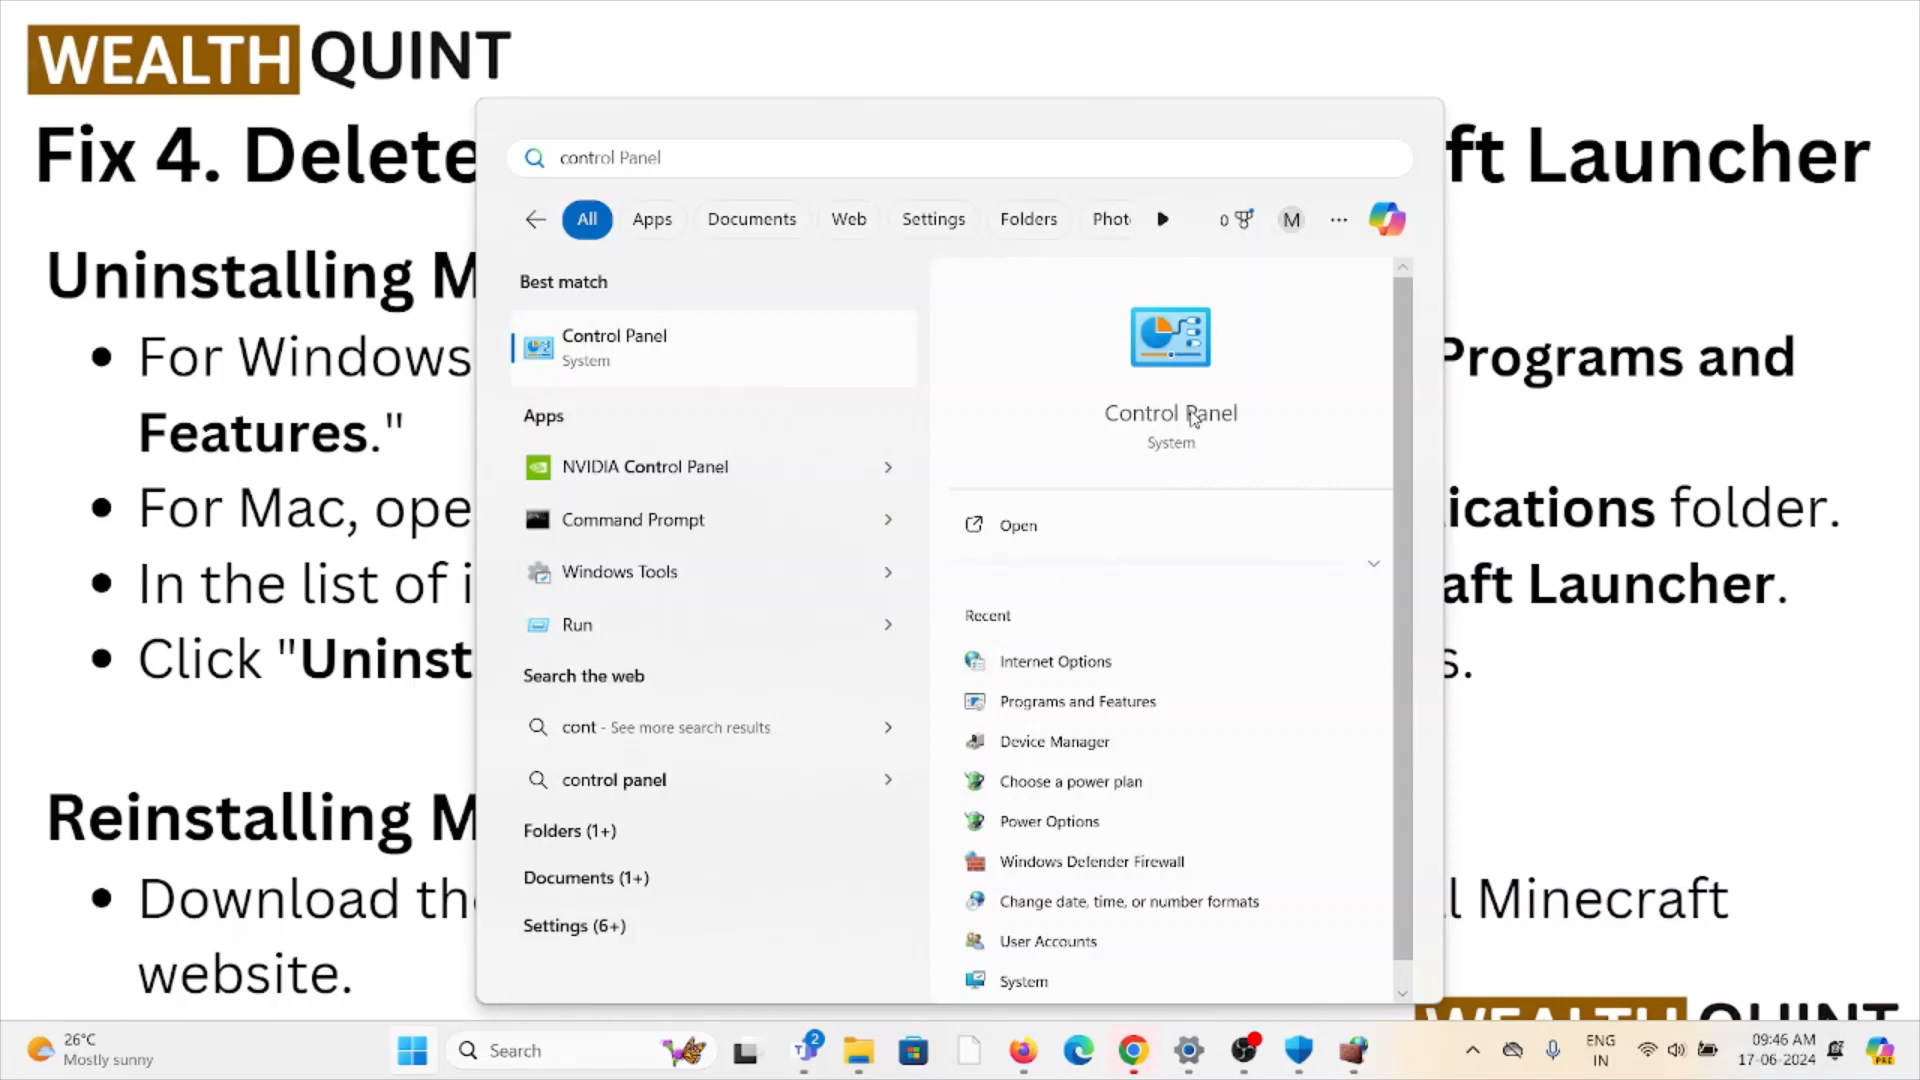 WEALTH QUINT
Fix 4. Delete
ft Launcher
control Panel
All
Apps
Documents
Web
Settings
Folders
Phot
0
M
Uninstalling M
Best match
Control Panel
System
For Windows
Programs and
Features."
Apps
NVIDIA Control Panel
Command Prompt
Windows Tools
Run
Control Panel
System
Open
For Mac, ope
ications folder.
In the list of i
aft Launcher.
Click "Uninst
s.
Search the web
cont - See more search results
control panel
Folders (1+)
Documents (1+)
Settings (6+)
Recent
Internet Options
Programs and Features
Device Manager
Choose a power plan
Power Options
Windows Defender Firewall
Change date, time, or number formats
User Accounts
System
Reinstalling M
Download the
l Minecraft
website.
WEALTH QUINT
26°C
Mostly sunny
Search
2
ENG
IN
09:46 AM
17-06-2024
PRE